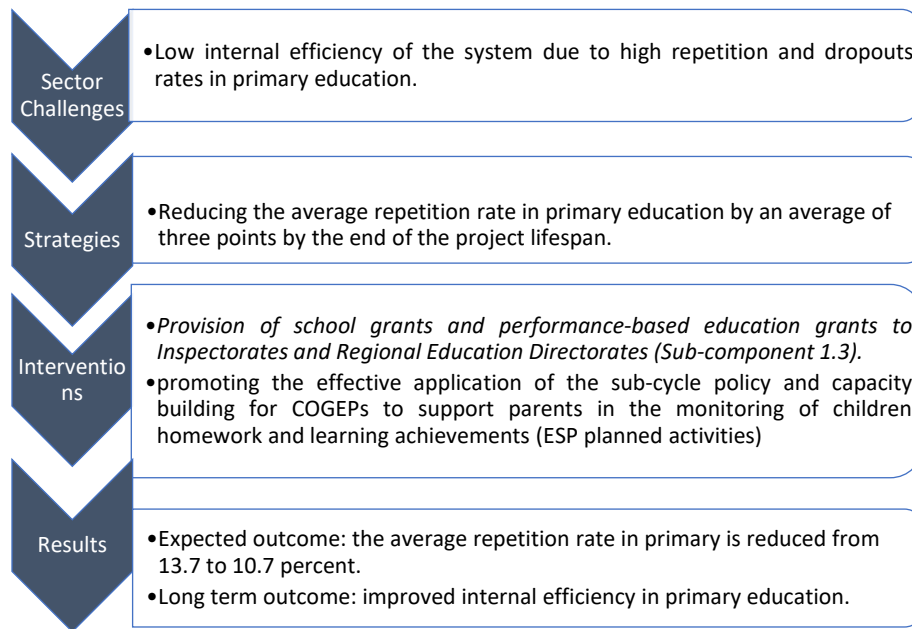 Sector
Challenges
•Low internal efficiency of the system due to high repetition and dropouts
rates in primary education.
Strategies
•Reducing the average repetition rate in primary education by an average of
three points by the end of the project lifespan.
Interventio
ns
•Provision of school grants and performance-based education grants to
Inspectorates and Regional Education Directorates (Sub-component 1.3).
•promoting the effective application of the sub-cycle policy and capacity
building for COGEPs to support parents in the monitoring of children
homework and learning achievements (ESP planned activities)
Results
•Expected outcome: the average repetition rate in primary is reduced from
13.7 to 10.7 percent.
•Long term outcome: improved internal efficiency in primary education.